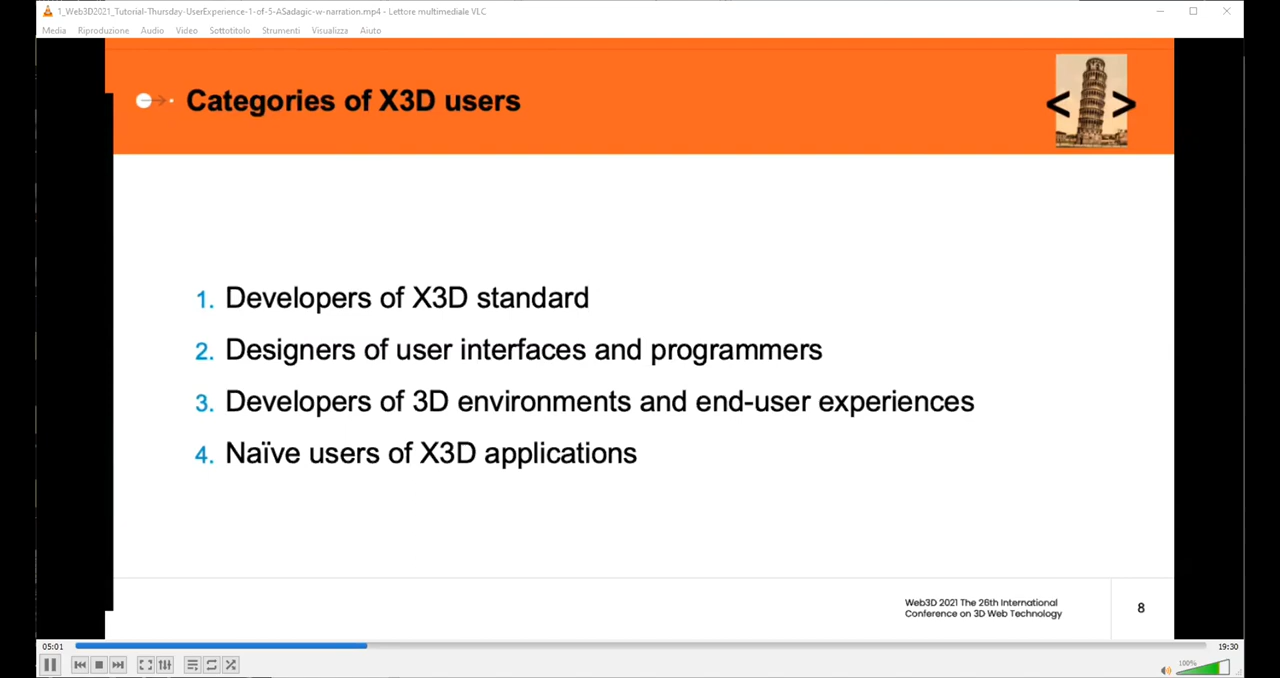 1_Web3D2021_Tutorial-Thursday-UserExperience-1-of-5-ASadagic-w-narration.mp4 - Lettore multimediale VLC
Media Riproduzione Audio Video Sottotitolo Strumenti Visualizza Aiuto
Categories of X3D users
< >
1. Developers of X3D standard
2. Designers of user interfaces and programmers
3. Developers of 3D environments and end-user experiences
4. Naïve users of X3D applications
Web3D 2021 The 26th International
Conference on 3D Web Technology
8
05:01
19:30
100%